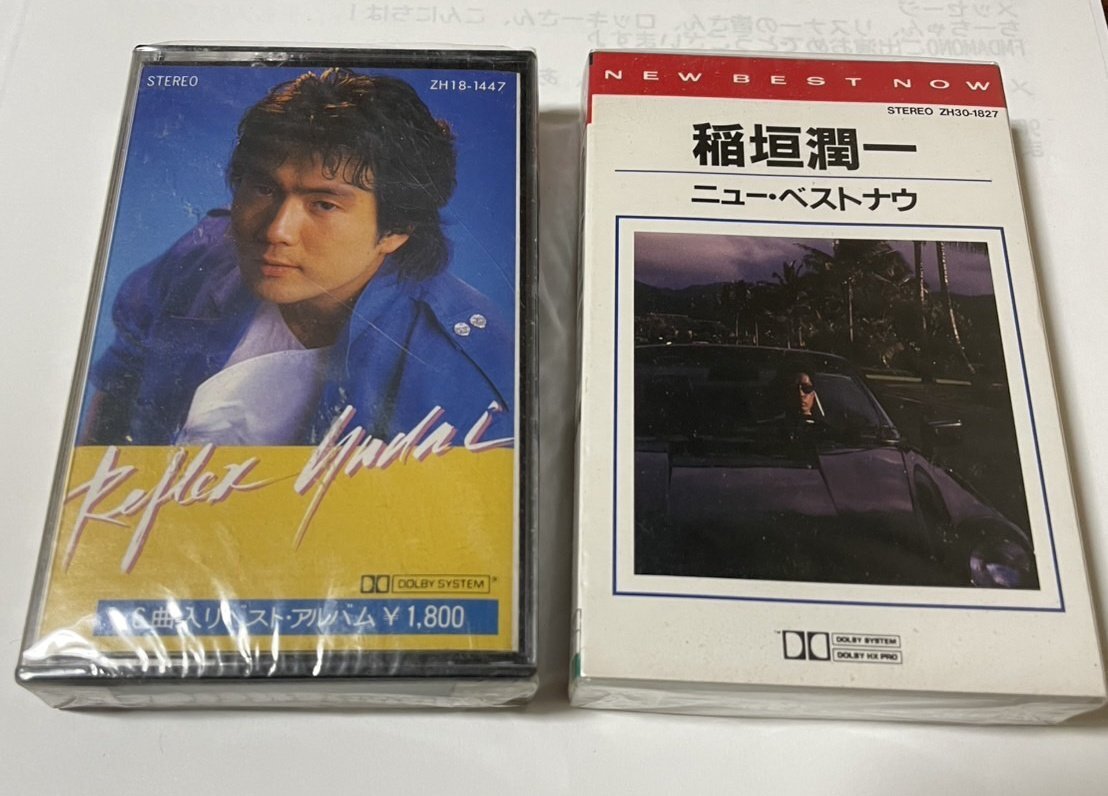 STEREO
ZH18-1447
Reflex Yudai
DOLBY SYSTEM
6曲入りベスト・アルバム ¥1,800
NEW BEST NOW
STEREO ZH30-1827
稲垣潤一
ニュー・ベストナウ
DOLBY SYSTEM
DOLBY HX PRO